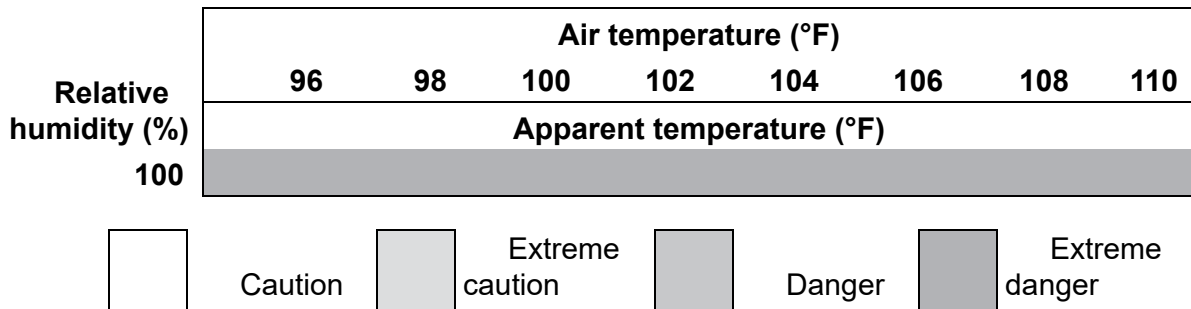 Air temperature (°F)
96 98 100 102 104 106 108 110
Relative
humidity (%)
Apparent temperature (°F)
100
Caution
Extreme
caution
Danger
Extreme
danger